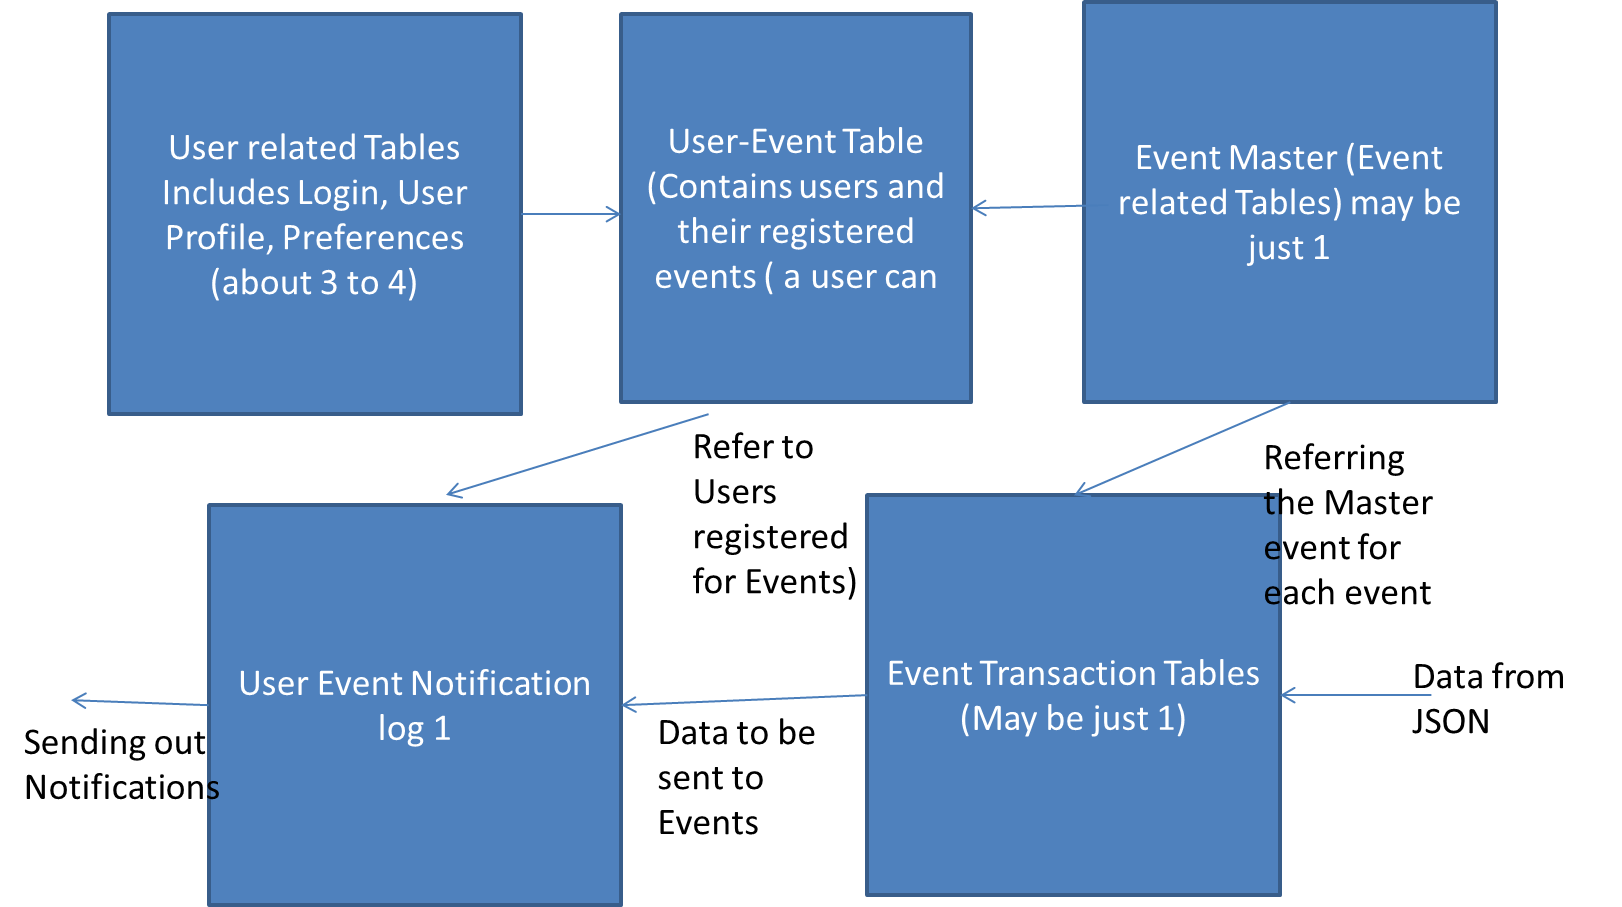 User related Tables
Includes Login, User
Profile, Preferences
(about 3 to 4)
User-Event Table
(Contains users and
their registered
events ( a user can
Event Master (Event
related Tables) may be
just 1
Refer to
Users
registered
for Events)
Referring
the Master
event for
each event
User Event Notification
log 1
Event Transaction Tables
(May be just 1)
Data from
JSON
Sending out
Notifications
Data to be
sent to
Events